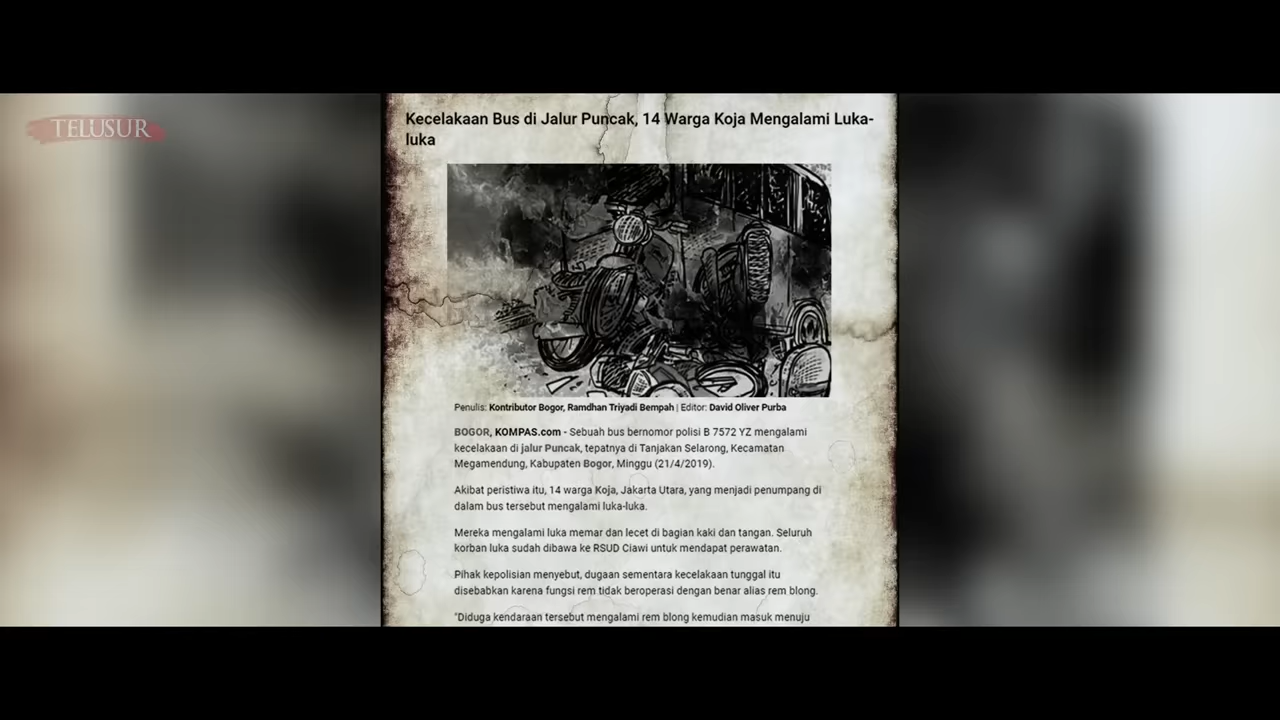 TELUSUR
Kecelakaan Bus di Jalur Puncak, 14 Warga Koja Mengalami Luka-
luka
Penulis: Kontributor Bogor, Ramdhan Triyadi Bempah | Editor: David Oliver Purba
BOGOR, KOMPAS.com - Sebuah bus bernomor polisi B 7572 YZ mengalami
kecelakaan di jalur Puncak, tepatnya di Tanjakan Selarong, Kecamatan
Megamendung, Kabupaten Bogor, Minggu (21/4/2019).
Akibat peristiwa itu, 14 warga Koja, Jakarta Utara, yang menjadi penumpang di
dalam bus tersebut mengalami luka-luka.
Mereka mengalami luka memar dan lecet di bagian kaki dan tangan. Seluruh
korban luka sudah dibawa ke RSUD Ciawi untuk mendapat perawatan.
Pihak kepolisian menyebut, dugaan sementara kecelakaan tunggal itu
disebabkan karena fungsi rem tidak beroperasi dengan benar alias rem blong.
"Diduga kendaraan tersebut mengalami rem blong kemudian masuk menuju